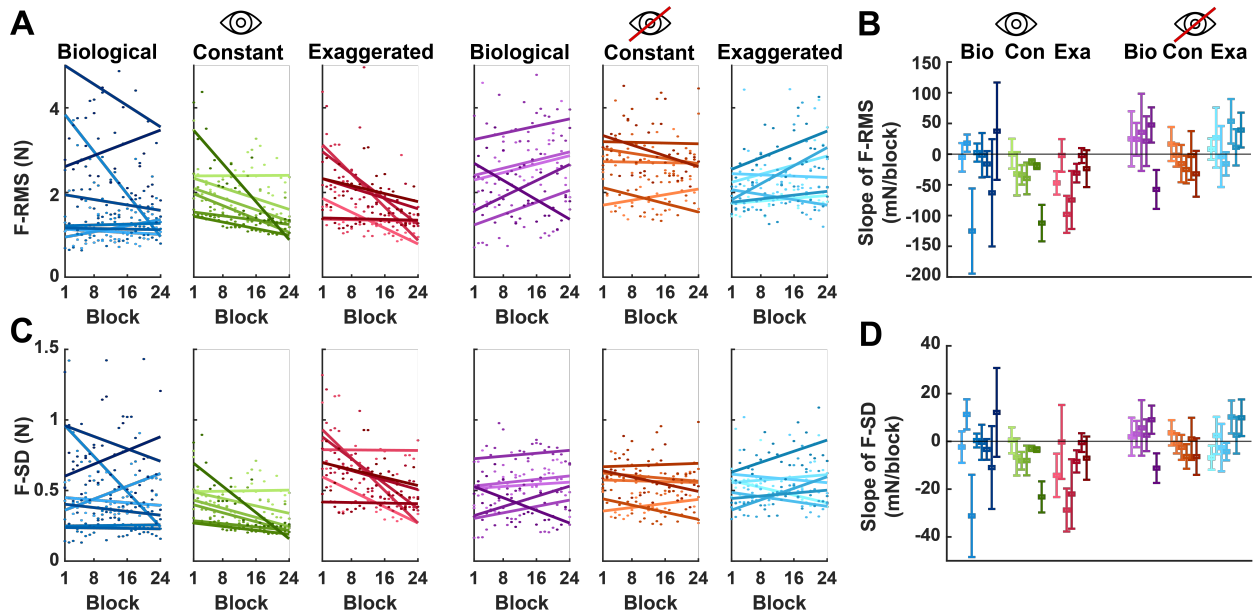 A
Biological
Constant
Exaggerated
Biological
Constant
Exaggerated
F-RMS (N)
4
2
0
1 8 16 24
1 8 16 24
1 8 16 24
1 8 16 24
1 8 16 24
1 8 16 24
Block
Block
Block
Block
Block
Block
B
Bio Con Exa
Bio Con Exa
Slope of F-RMS
(mN/block)
150
100
50
0
-50
-100
-150
-200
C
F-SD (N)
1.5
1
0.5
0
1 8 16 24
1 8 16 24
1 8 16 24
1 8 16 24
1 8 16 24
1 8 16 24
Block
Block
Block
Block
Block
Block
D
Slope of F-SD
(mN/block)
40
20
0
-20
-40